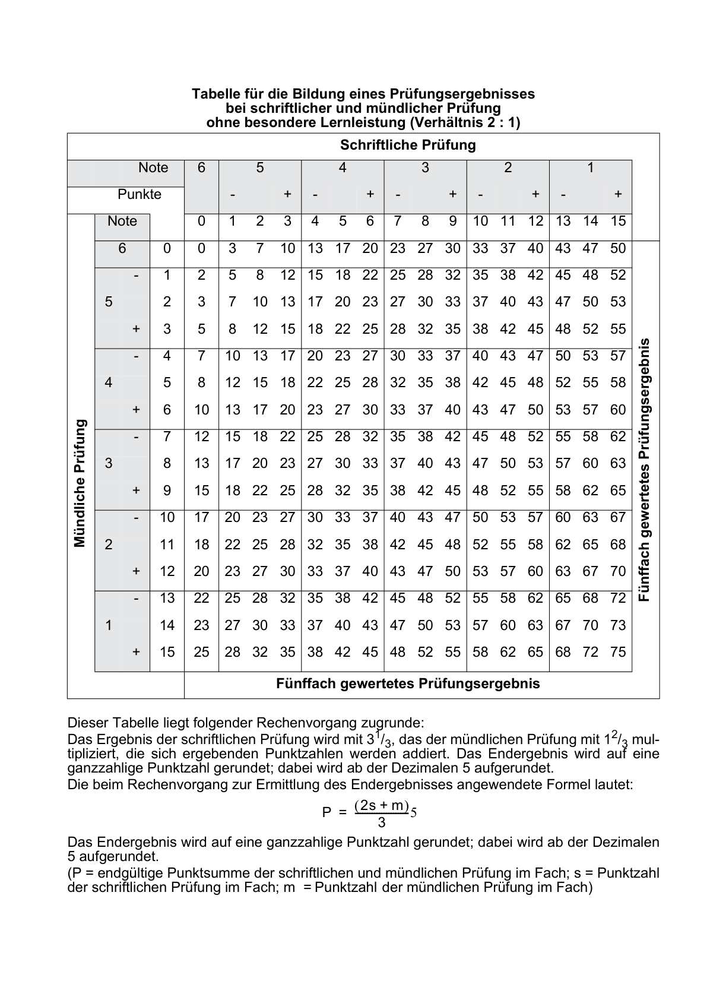 Tabelle für die Bildung eines Prüfungsergebnisses
bei schriftlicher und mündlicher Prüfung
ohne besondere Lernleistung (Verhältnis 2 : 1)
Schriftliche Prüfung
Note 6 5 4 3 2 1
Punkte - + - + - + - + - +
Note 0 1 2 3 4 5 6 7 8 9 10 11 12 13 14 15
6 0 0 3 7 10 13 17 20 23 27 30 33 37 40 43 47 50
- 1 2 5 8 12 15 18 22 25 28 32 35 38 42 45 48 52
5 2 3 7 10 13 17 20 23 27 30 33 37 40 43 47 50 53
+ 3 5 8 12 15 18 22 25 28 32 35 38 42 45 48 52 55
- 4 7 10 13 17 20 23 27 30 33 37 40 43 47 50 53 57
4 5 8 12 15 18 22 25 28 32 35 38 42 45 48 52 55 58
+ 6 10 13 17 20 23 27 30 33 37 40 43 47 50 53 57 60
- 7 12 15 18 22 25 28 32 35 38 42 45 48 52 55 58 62
3 8 13 17 20 23 27 30 33 37 40 43 47 50 53 57 60 63
+ 9 15 18 22 25 28 32 35 38 42 45 48 52 55 58 62 65
- 10 17 20 23 27 30 33 37 40 43 47 50 53 57 60 63 67
2 11 18 22 25 28 32 35 38 42 45 48 52 55 58 62 65 68
+ 12 20 23 27 30 33 37 40 43 47 50 53 57 60 63 67 70
- 13 22 25 28 32 35 38 42 45 48 52 55 58 62 65 68 72
1 14 23 27 30 33 37 40 43 47 50 53 57 60 63 67 70 73
+ 15 25 28 32 35 38 42 45 48 52 55 58 62 65 68 72 75
Mündliche Prüfung
Fünffach gewertetes Prüfungsergebnis
Fünffach gewertetes Prüfungsergebnis
Dieser Tabelle liegt folgender Rechenvorgang zugrunde:
Das Ergebnis der schriftlichen Prüfung wird mit 3 1/3, das der mündlichen Prüfung mit 1 2/3 mul-
tipliziert, die sich ergebenden Punktzahlen werden addiert. Das Endergebnis wird auf eine
ganzzahlige Punktzahl gerundet; dabei wird ab der Dezimalen 5 aufgerundet.
Die beim Rechenvorgang zur Ermittlung des Endergebnisses angewendete Formel lautet:
P = (2s + m)/3 5
Das Endergebnis wird auf eine ganzzahlige Punktzahl gerundet; dabei wird ab der Dezimalen
5 aufgerundet.
(P = endgültige Punktsumme der schriftlichen und mündlichen Prüfung im Fach; s = Punktzahl
der schriftlichen Prüfung im Fach; m = Punktzahl der mündlichen Prüfung im Fach)